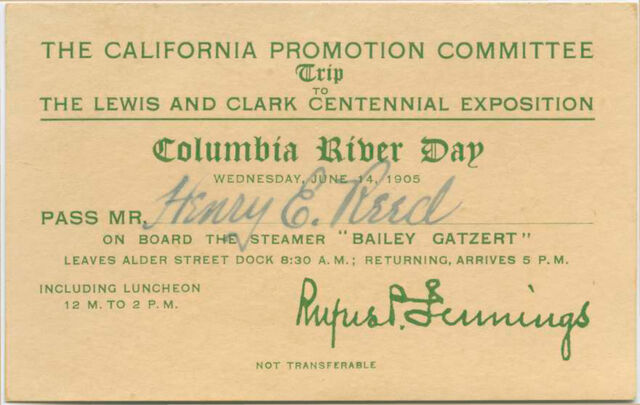 THE CALIFORNIA PROMOTION COMMITTEE
Trip
TO
THE LEWIS AND CLARK CENTENNIAL EXPOSITION
Columbia River Day
WEDNESDAY, JUNE 14, 1905
PASS MR. Henry E. Reed
ON BOARD THE STEAMER "BAILEY GATZERT"
LEAVES ALDER STREET DOCK 8:30 A.M.; RETURNING, ARRIVES 5 P.M.
INCLUDING LUNCHEON
12 M. TO 2 P.M.
Rufus P. Jennings
NOT TRANSFERABLE